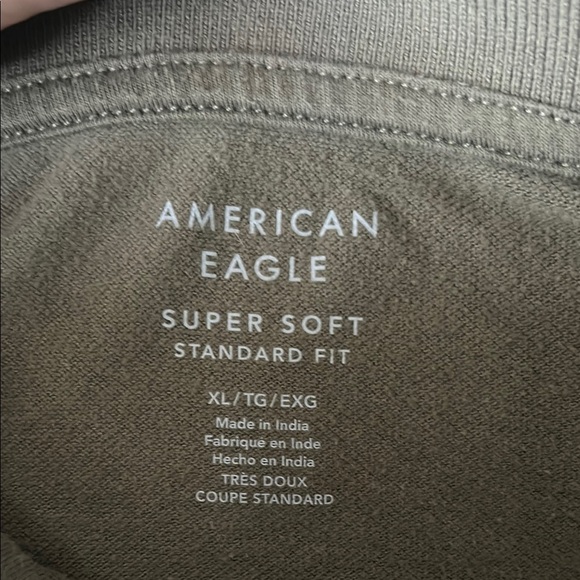 AMERICAN
EAGLE
SUPER SOFT
STANDARD FIT
XL/TG/EXG
Made in India
Fabrique en Inde
Hecho en India
TRÈS DOUX
COUPE STANDARD